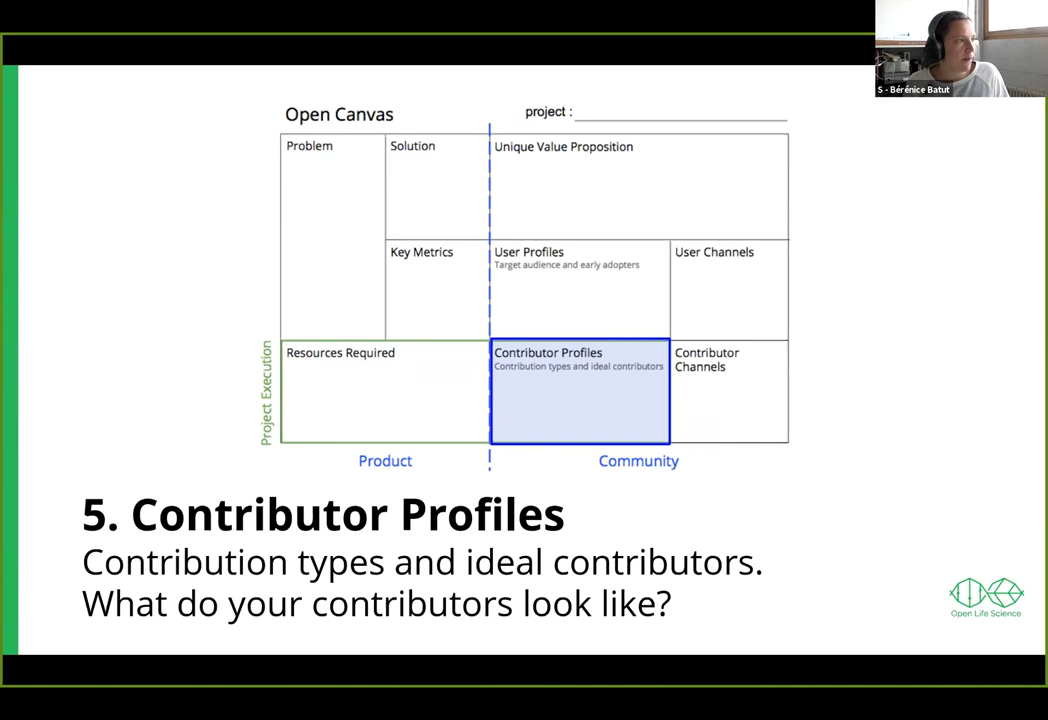 S - Bérénice Batut
Open Canvas
project : 
Problem
Solution
Unique Value Proposition
Key Metrics
User Profiles
Target audience and early adopters
User Channels
Project Execution
Resources Required
Contributor Profiles
Contribution types and ideal contributors
Contributor
Channels
Product
Community
5. Contributor Profiles
Contribution types and ideal contributors.
What do your contributors look like?
Open Life Science